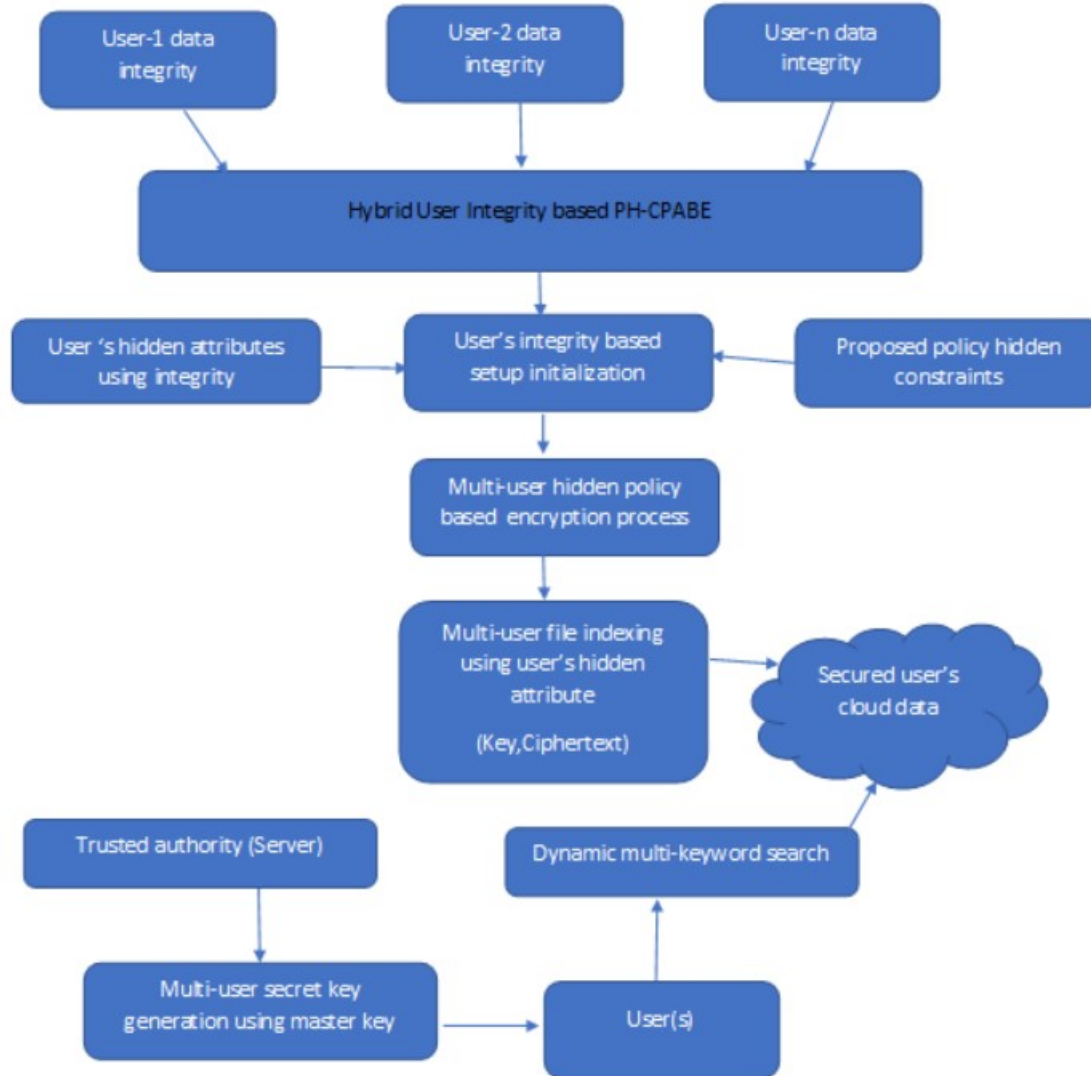 User-1 data
integrity
User-2 data
integrity
User-n data
integrity
Hybrid User Integrity based PH-CPABE
User 's hidden attributes
using integrity
User's integrity based
setup initialization
Proposed policy hidden
constraints
Multi-user hidden policy
based encryption process
Multi-user file indexing
using user's hidden
attribute
(Key,Ciphertext)
Secured user's
cloud data
Trusted authority (Server)
Dynamic multi-keyword search
Multi-user secret key
generation using master key
User(s)